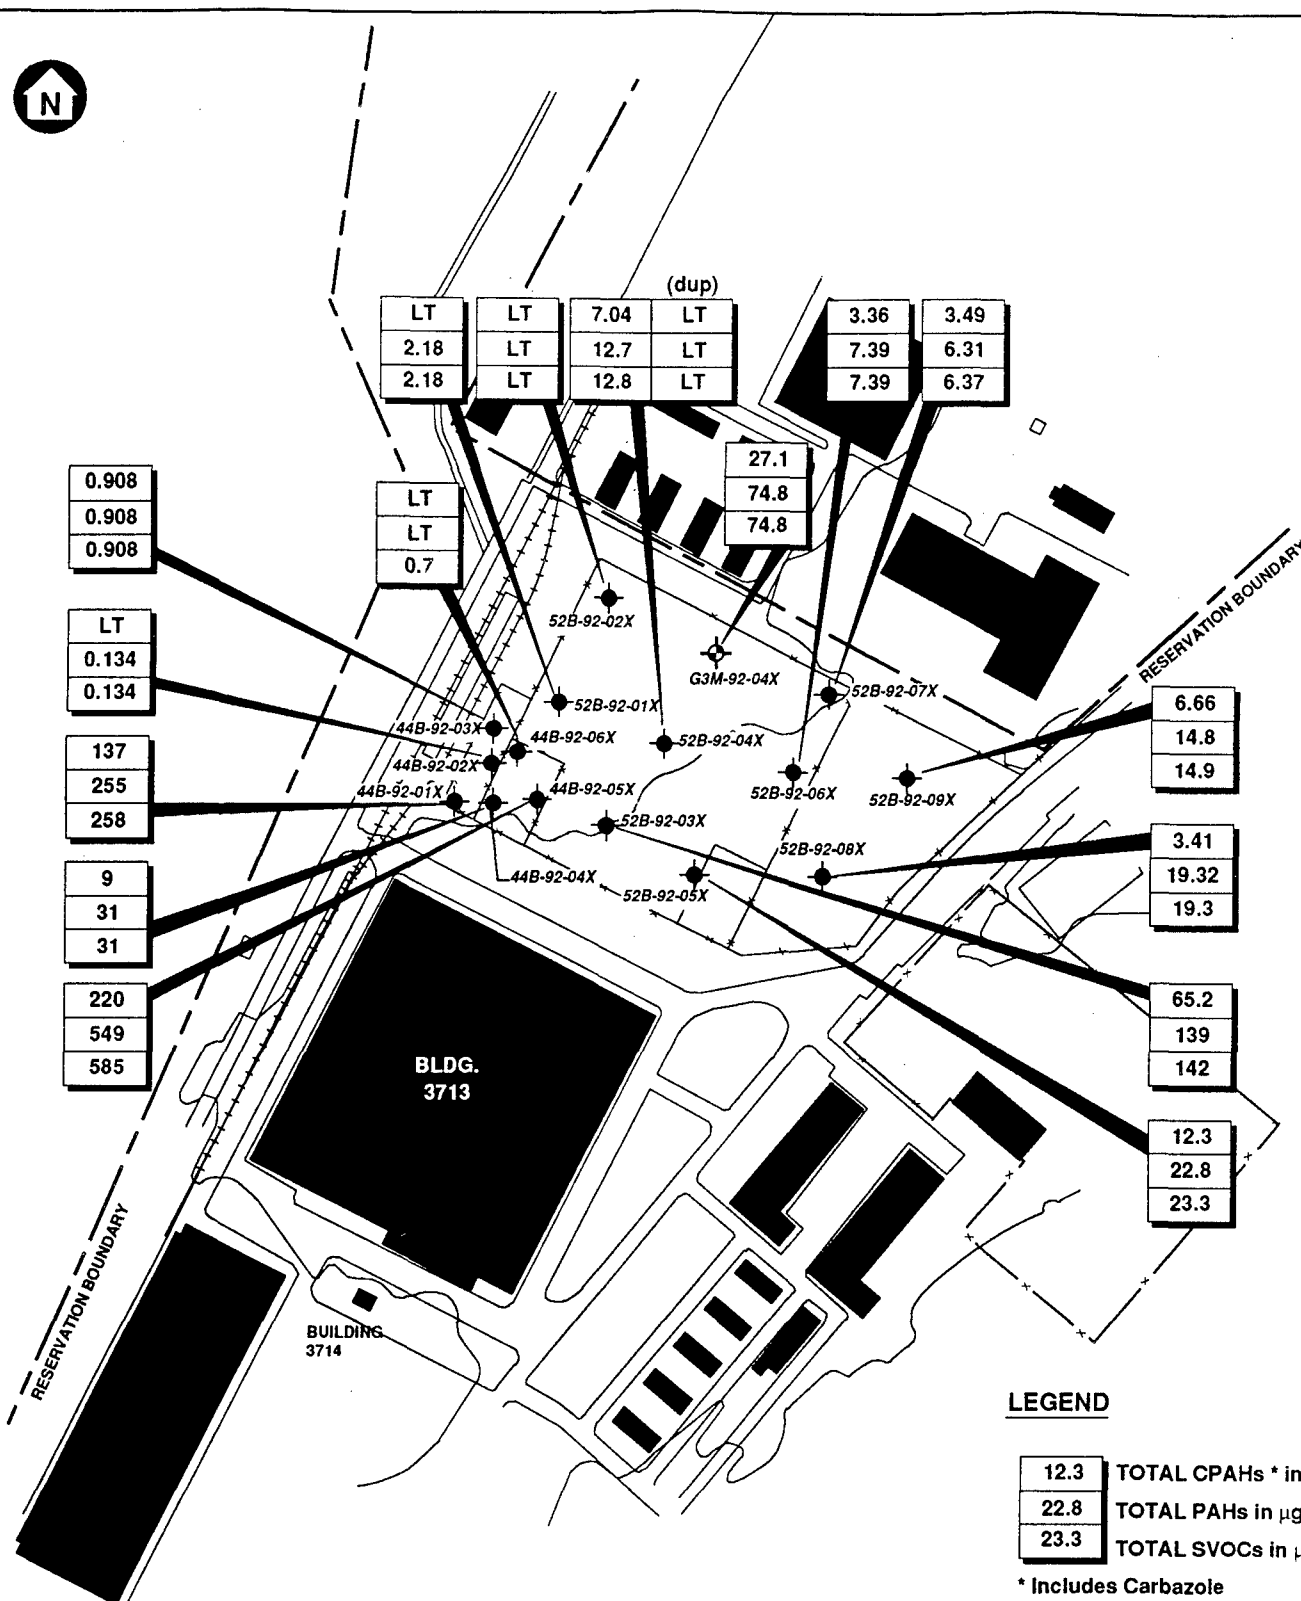 N
(dup)
LT
2.18
2.18
LT
LT
LT
7.04 LT
12.7 LT
12.8 LT
3.36
7.39
7.39
3.49
6.31
6.37
27.1
74.8
74.8
0.908
0.908
0.908
LT
LT
0.7
LT
0.134
0.134
137
255
258
9
31
31
220
549
585
6.66
14.8
14.9
3.41
19.32
19.3
65.2
139
142
12.3
22.8
23.3
52B-92-02X
G3M-92-04X
52B-92-07X
52B-92-01X
44B-92-03X
44B-92-06X
52B-92-04X
44B-92-02X
44B-92-01X
44B-92-05X
52B-92-06X
52B-92-09X
52B-92-03X
52B-92-08X
44B-92-04X
52B-92-05X
RESERVATION BOUNDARY
RESERVATION BOUNDARY
BLDG.
3713
BUILDING
3714
LEGEND
12.3 TOTAL CPAHs * in
22.8 TOTAL PAHs in µg
23.3 TOTAL SVOCs in µ
* Includes Carbazole